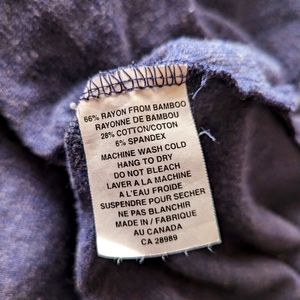 66% RAYON FROM BAMBOO
RAYONNE DE BAMBOU
28% COTTON/COTON
6% SPANDEX
MACHINE WASH COLD
HANG TO DRY
DO NOT BLEACH
LAVER A LA MACHINE
A L'EAU FROIDE
SUSPENDRE POUR SECHER
NE PAS BLANCHIR
MADE IN / FABRIQUE
AU CANADA
CA 28989